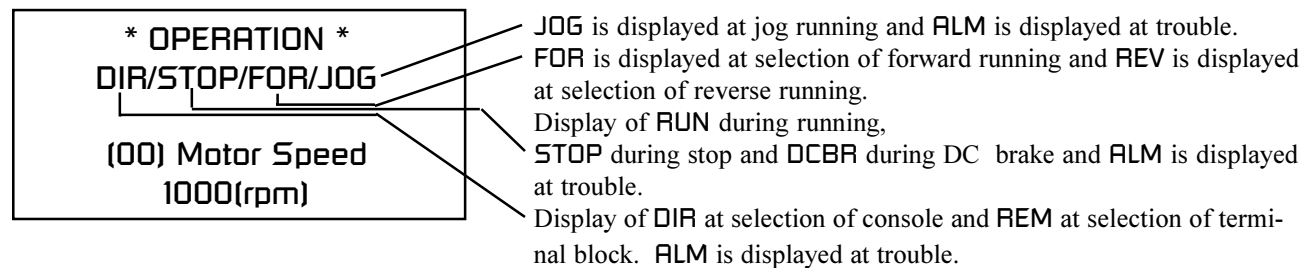 * OPERATION *
DIR/STOP/FOR/JOG
(00) Motor Speed
1000(rpm)
JOG is displayed at jog running and ALM is displayed at trouble.
FOR is displayed at selection of forward running and REV is displayed
at selection of reverse running.
Display of RUN during running,
STOP during stop and DCBR during DC brake and ALM is displayed
at trouble.
Display of DIR at selection of console and REM at selection of termi-
nal block. ALM is displayed at trouble.